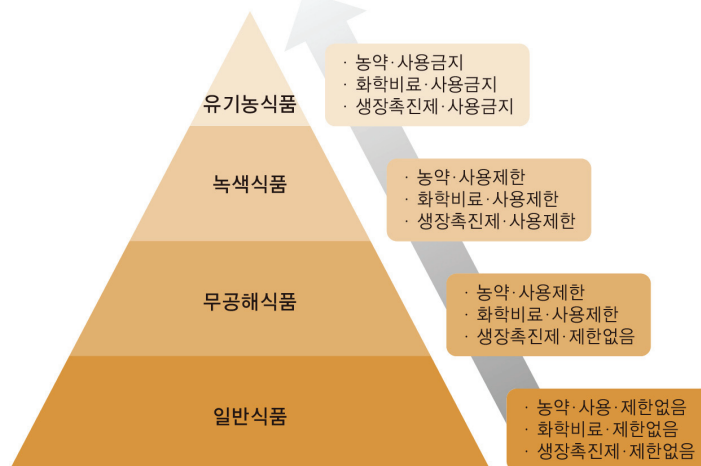 유기농식품
· 농약·사용금지
· 화학비료·사용금지
· 생장촉진제·사용금지
녹색식품
· 농약·사용제한
· 화학비료·사용제한
· 생장촉진제·사용제한
무공해식품
· 농약·사용제한
· 화학비료·사용제한
· 생장촉진제·제한없음
일반식품
· 농약·사용·제한없음
· 화학비료·제한없음
· 생장촉진제·제한없음